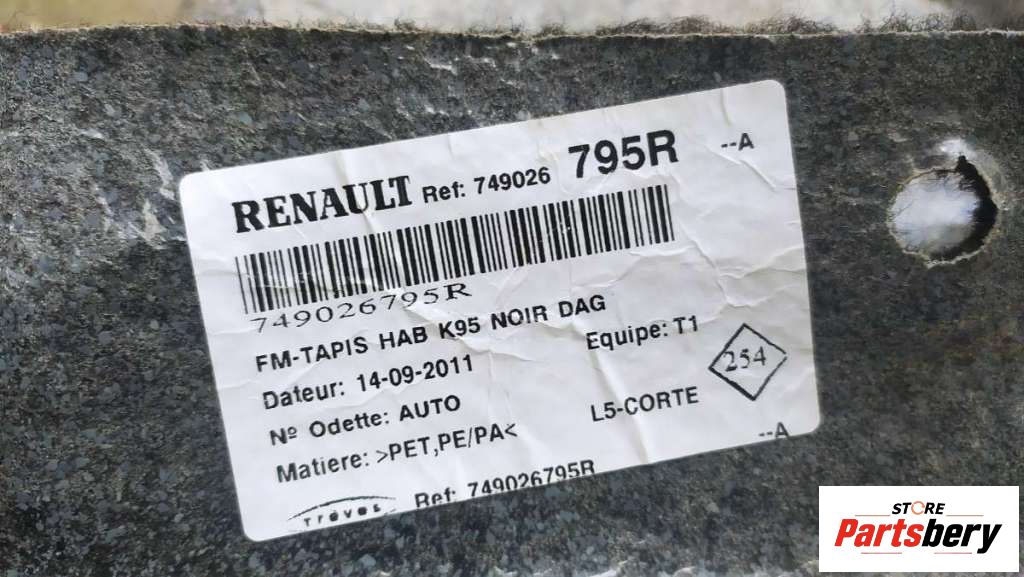 RENAULT Ref: 749026 795R --A
749026795R
FM-TAPIS HAB K95 NOIR DAG
Dateur: 14-09-2011 Equipe: T1
254
Nº Odette: AUTO L5-CORTE
Matiere: >PET,PE/PA< --A
Treves Ref: 749026795R
STORE
Partsbery